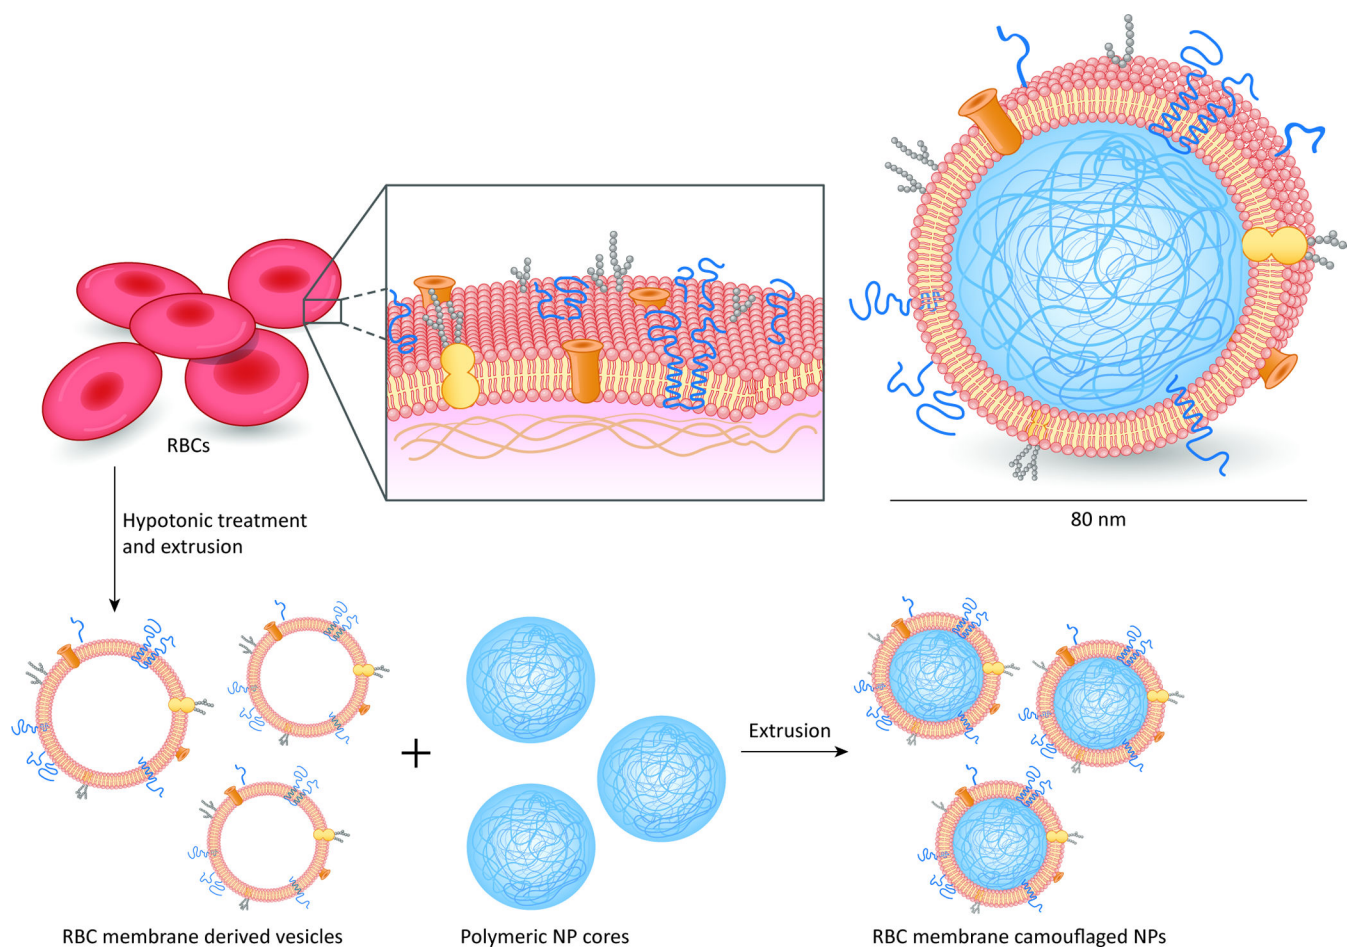 RBCs
80 nm
Hypotonic treatment
and extrusion
Extrusion
RBC membrane derived vesicles
Polymeric NP cores
RBC membrane camouflaged NPs